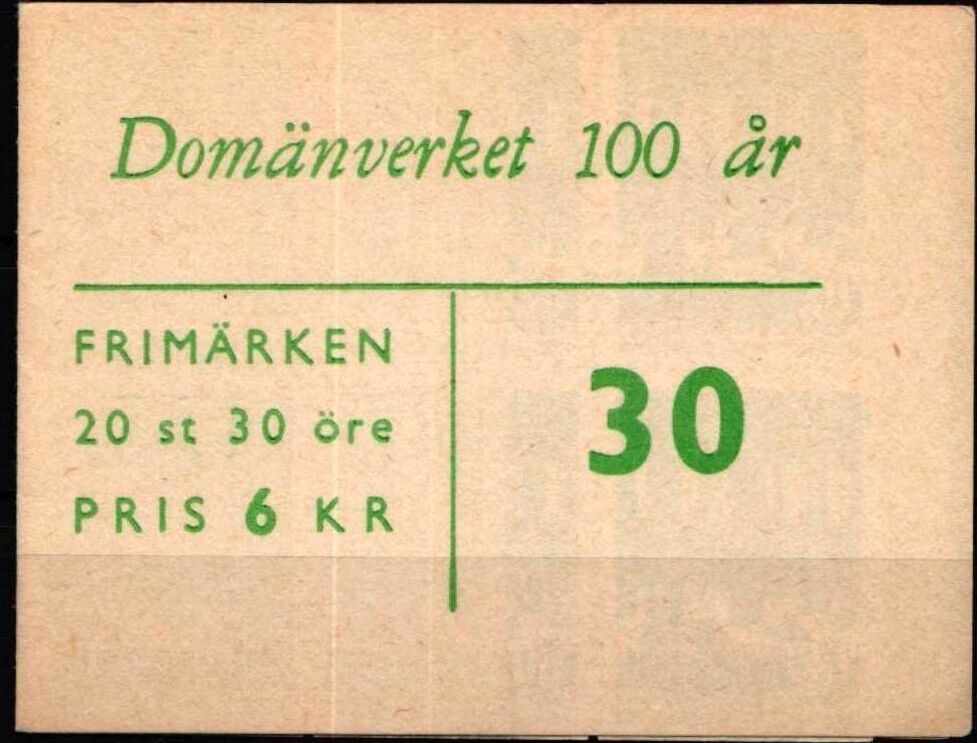 Domänverket 100 år
FRIMÄRKEN
20 st 30 öre
PRIS 6 KR
30